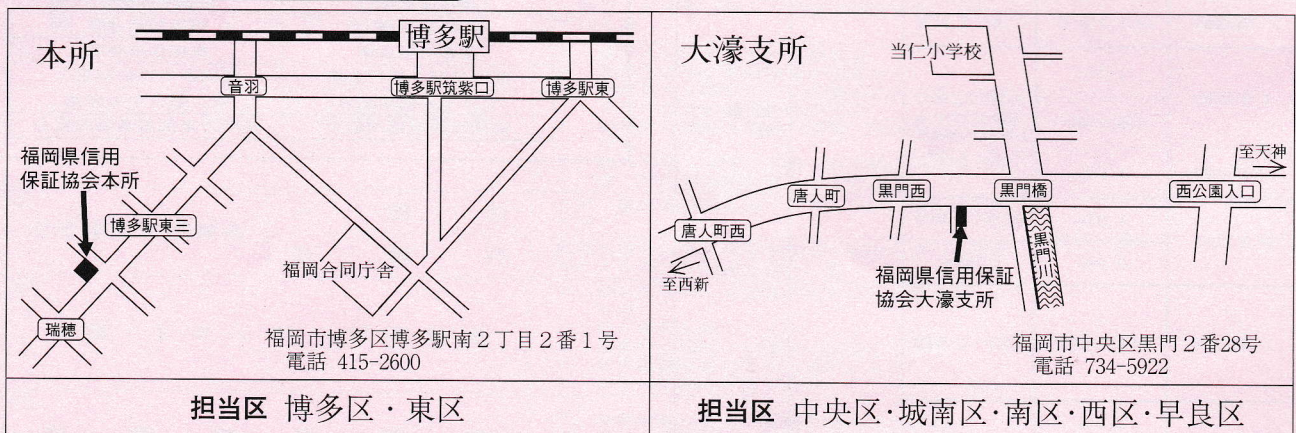 本所
博多駅
音羽
博多駅筑紫口
博多駅東
福岡県信用
保証協会本所
博多駅東三
福岡合同庁舎
瑞穂
福岡市博多区博多駅南2丁目2番1号
電話 415-2600
担当区 博多区・東区
大濠支所
当仁小学校
至天神
唐人町
黒門西
黒門橋
西公園入口
唐人町西
黒門川
至西新
福岡県信用保証
協会大濠支所
福岡市中央区黒門2番28号
電話 734-5922
担当区 中央区・城南区・南区・西区・早良区